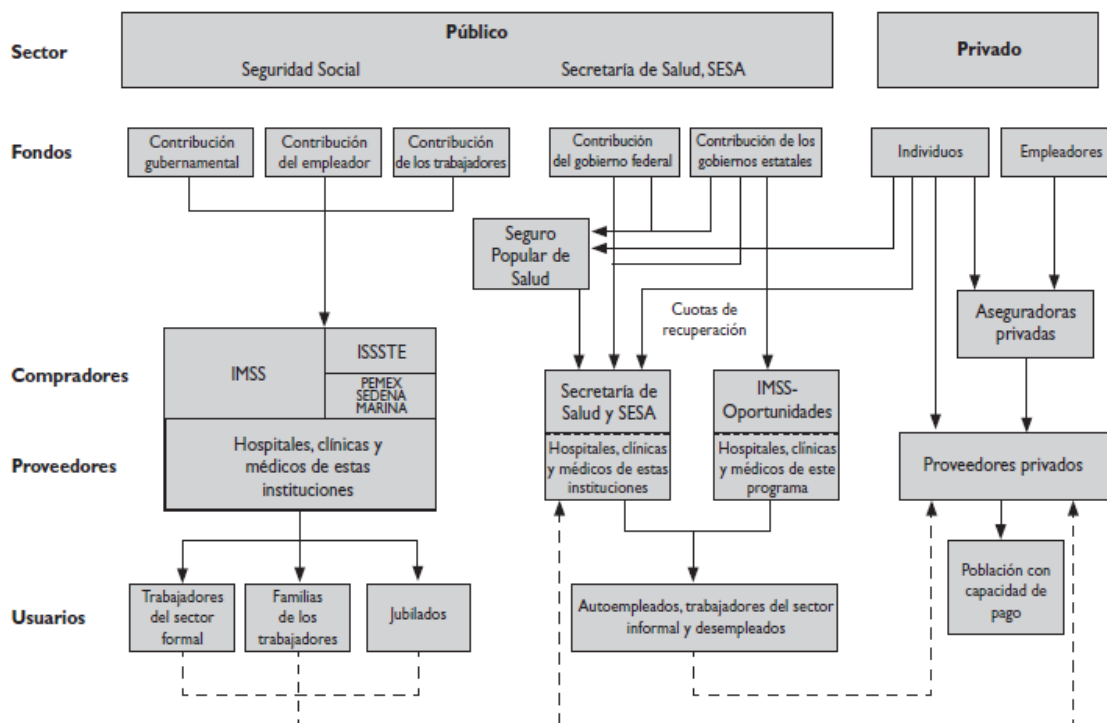 Sector
Público
Seguridad Social
Secretaría de Salud, SESA
Privado
Fondos
Contribución
gubernamental
Contribución
del empleador
Contribución
de los trabajadores
Contribución
del gobierno federal
Contribución de los
gobiernos estatales
Individuos
Empleadores
Seguro
Popular de
Salud
Cuotas de
recuperación
Aseguradoras
privadas
Compradores
IMSS
ISSSTE
PEMEX
SEDENA
MARINA
Secretaría de
Salud y SESA
IMSS-
Oportunidades
Proveedores
Hospitales, clínicas y
médicos de estas
instituciones
Hospitales, clínicas
y médicos de estas
instituciones
Hospitales, clínicas
y médicos de este
programa
Proveedores privados
Usuarios
Trabajadores
del sector
formal
Familias
de los
trabajadores
Jubilados
Autoempleados, trabajadores del sector
informal y desempleados
Población con
capacidad de
pago